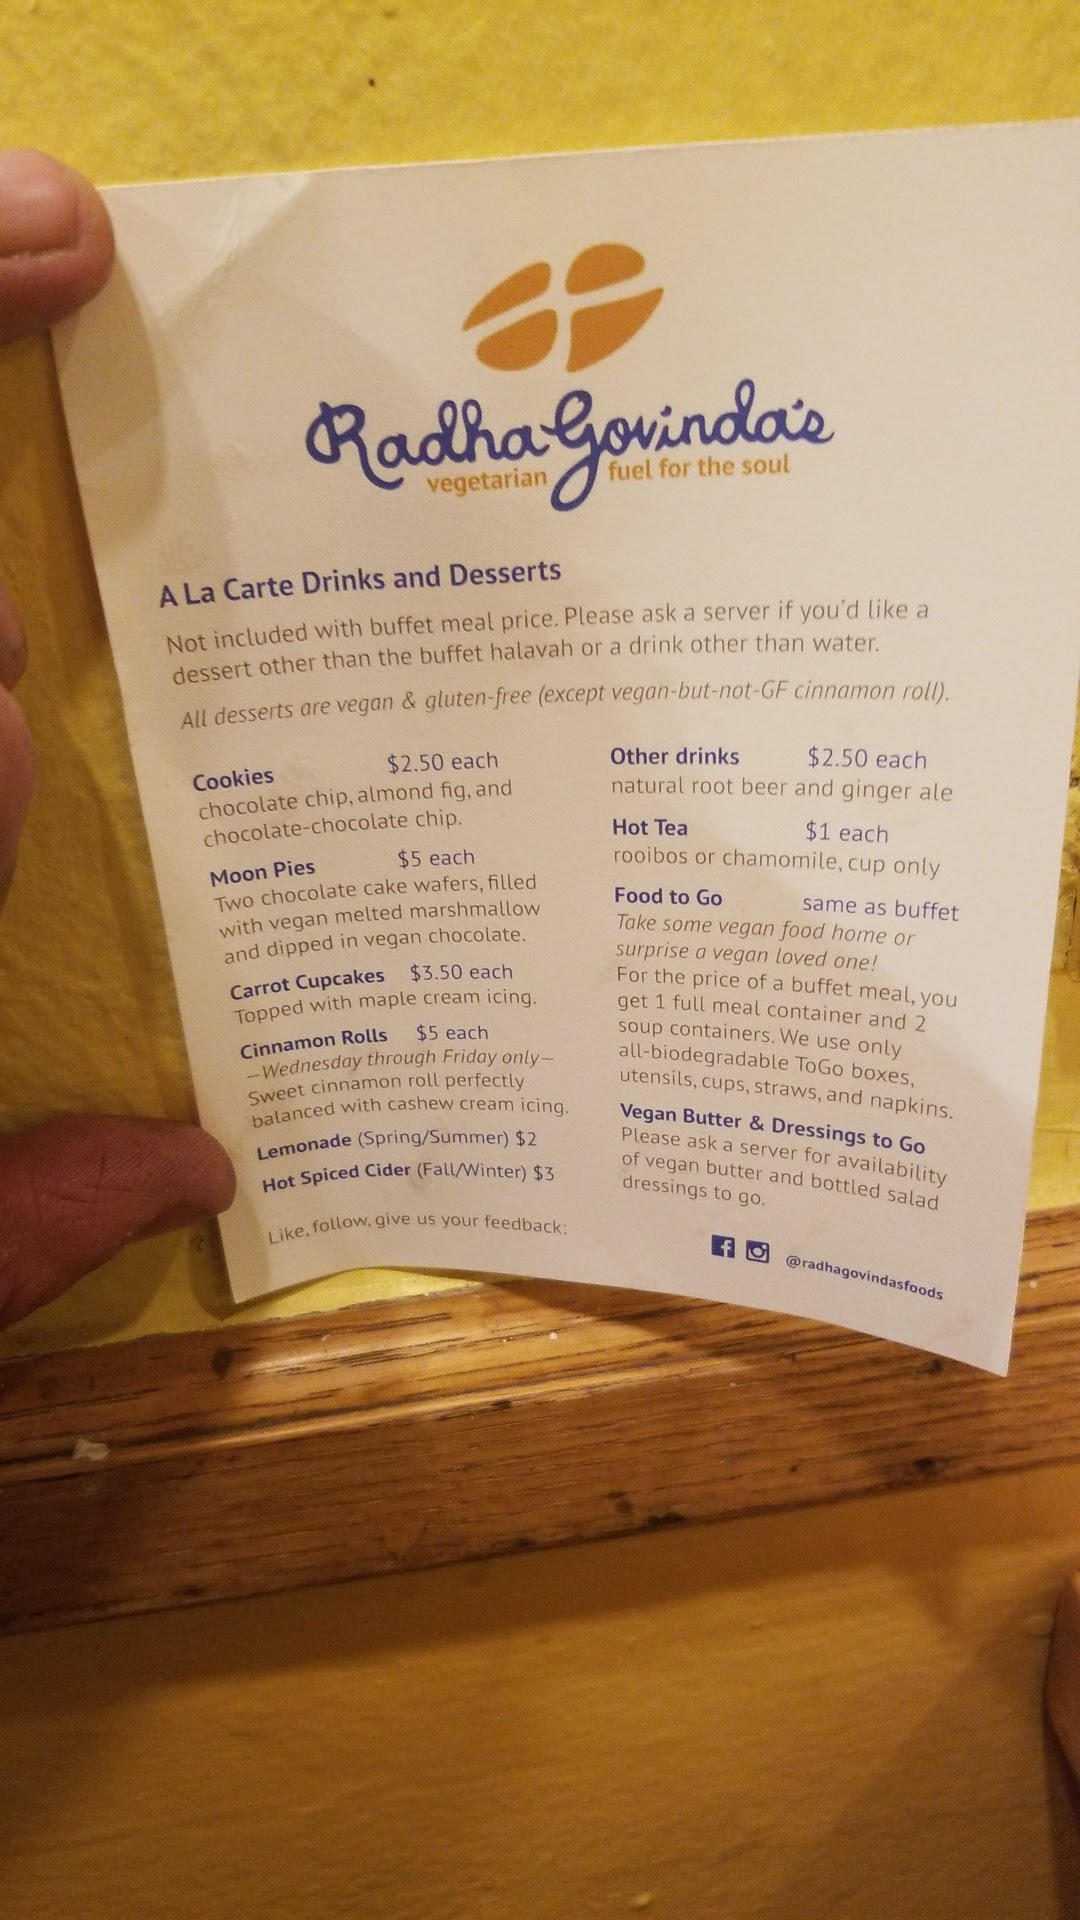 Radha Govinda's
vegetarian fuel for the soul
A La Carte Drinks and Desserts
Not included with buffet meal price. Please ask a server if you'd like a
dessert other than the buffet halavah or a drink other than water.
All desserts are vegan & gluten-free (except vegan-but-not-GF cinnamon roll).
Cookies $2.50 each
chocolate chip, almond fig, and
chocolate-chocolate chip.
Moon Pies $5 each
Two chocolate cake wafers, filled
with vegan melted marshmallow
and dipped in vegan chocolate.
Carrot Cupcakes $3.50 each
Topped with maple cream icing.
Cinnamon Rolls $5 each
—Wednesday through Friday only—
Sweet cinnamon roll perfectly
balanced with cashew cream icing.
Lemonade (Spring/Summer) $2
Hot Spiced Cider (Fall/Winter) $3
Other drinks $2.50 each
natural root beer and ginger ale
Hot Tea $1 each
rooibos or chamomile, cup only
Food to Go same as buffet
Take some vegan food home or
surprise a vegan loved one!
For the price of a buffet meal, you
get 1 full meal container and 2
soup containers. We use only
all-biodegradable ToGo boxes,
utensils, cups, straws, and napkins.
Vegan Butter & Dressings to Go
Please ask a server for availability
of vegan butter and bottled salad
dressings to go.
Like, follow, give us your feedback:
@radhagovindasfoods